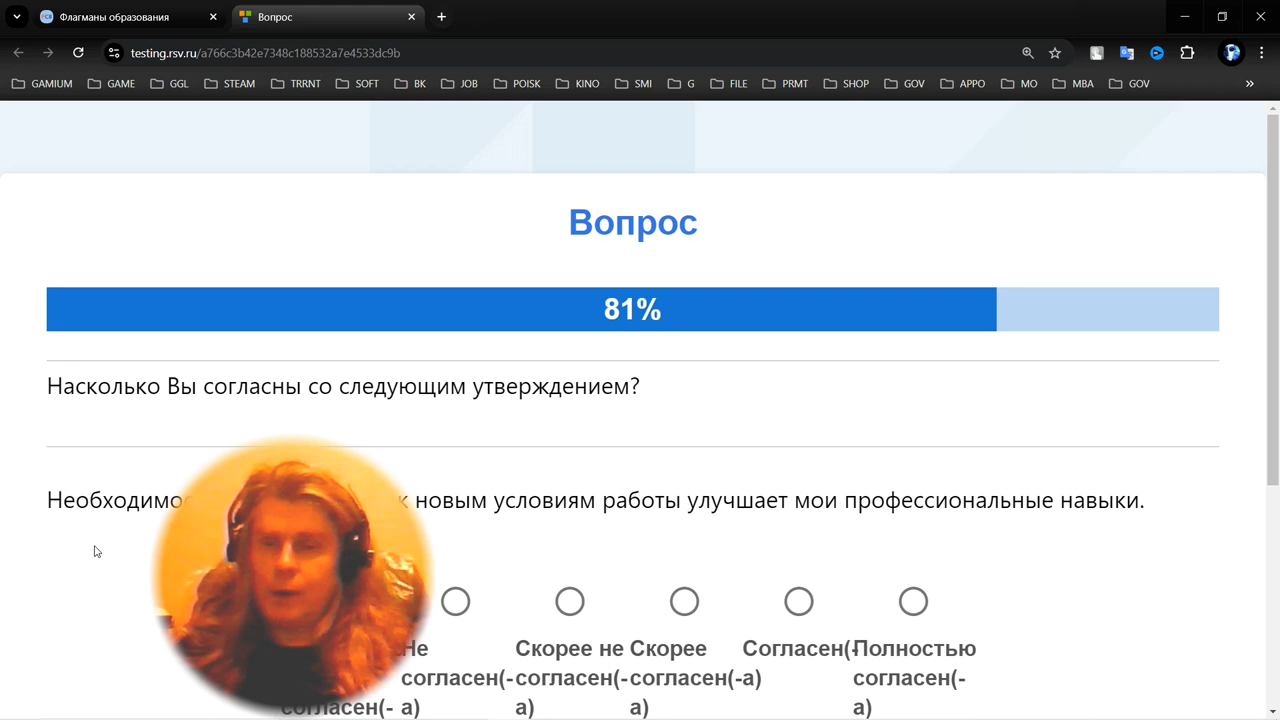 Флагманы образования
Вопрос
testing.rsv.ru/a766c3b42e7348c188532a7e4533dc9b
GAMIUM GAME GGL STEAM TRRNT SOFT BK JOB POISK KINO SMI G FILE PRMT SHOP GOV APPO MO MBA GOV
Вопрос
81%
Насколько Вы согласны со следующим утверждением?
к новым условиям работы улучшает мои профессиональные навыки.
Не согласен(-а)
Скорее не согласен(-а)
Скорее согласен(-а)
Согласен(-а)
Полностью согласен(-а)
согласен(-